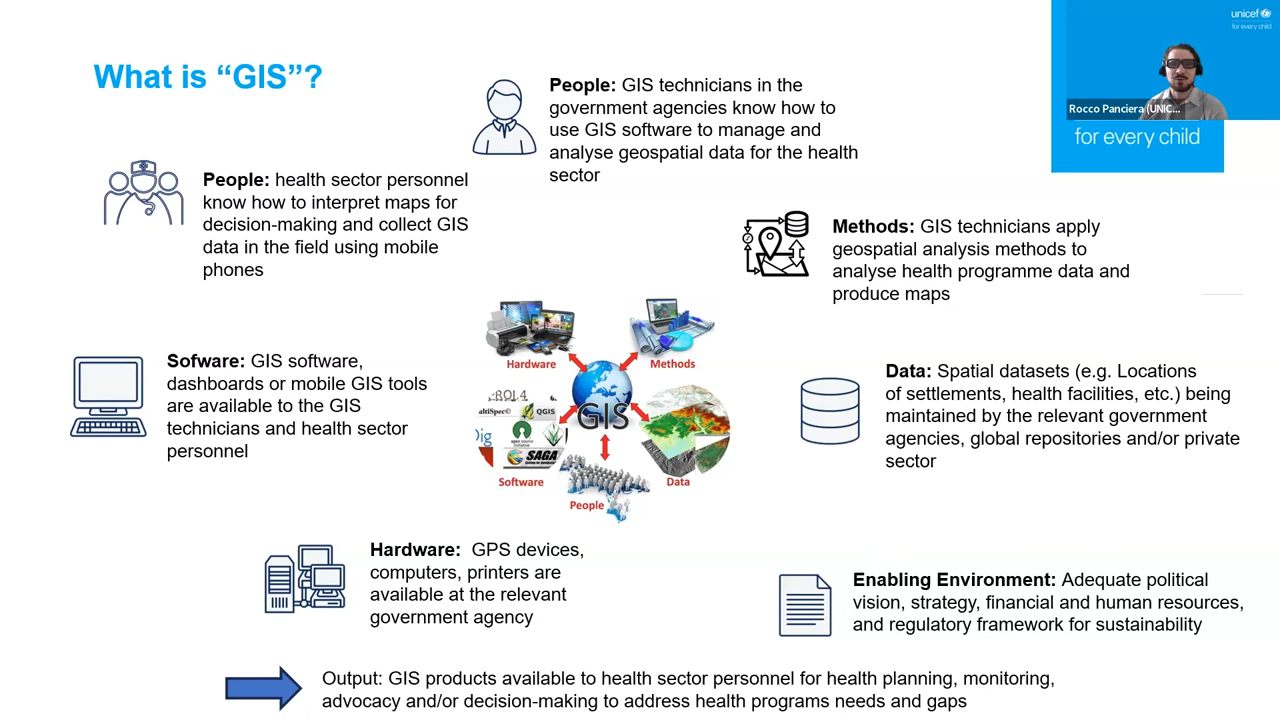 What is “GIS”?
People: GIS technicians in the
government agencies know how to
use GIS software to manage and
analyse geospatial data for the health
sector
unicef
for every child
Rocco Panciera (UNIC...
for every child
People: health sector personnel
know how to interpret maps for
decision-making and collect GIS
data in the field using mobile
phones
Methods: GIS technicians apply
geospatial analysis methods to
analyse health programme data and
produce maps
Sofware: GIS software,
dashboards or mobile GIS tools
are available to the GIS
technicians and health sector
personnel
Hardware
Methods
GIS
altiSpec©
QGIS
open source
initiative
SAGA
Software
People
Data
Data: Spatial datasets (e.g. Locations
of settlements, health facilities, etc.) being
maintained by the relevant government
agencies, global repositories and/or private
sector
Hardware: GPS devices,
computers, printers are
available at the relevant
government agency
Enabling Environment: Adequate political
vision, strategy, financial and human resources,
and regulatory framework for sustainability
Output: GIS products available to health sector personnel for health planning, monitoring,
advocacy and/or decision-making to address health programs needs and gaps